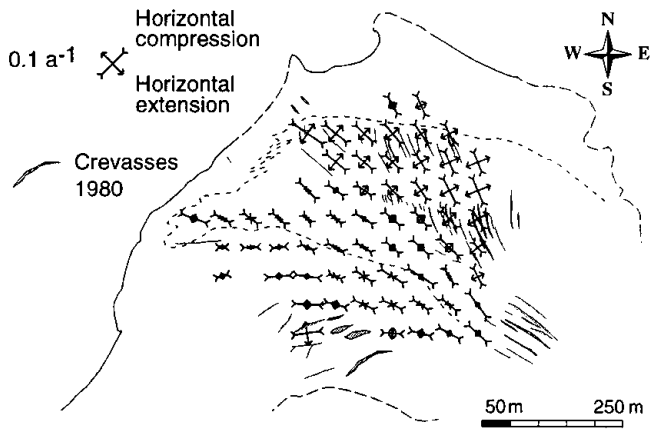 Horizontal
compression
0.1 a⁻¹
Horizontal
extension
Crevasses
1980
N
W E
S
50 m 250 m